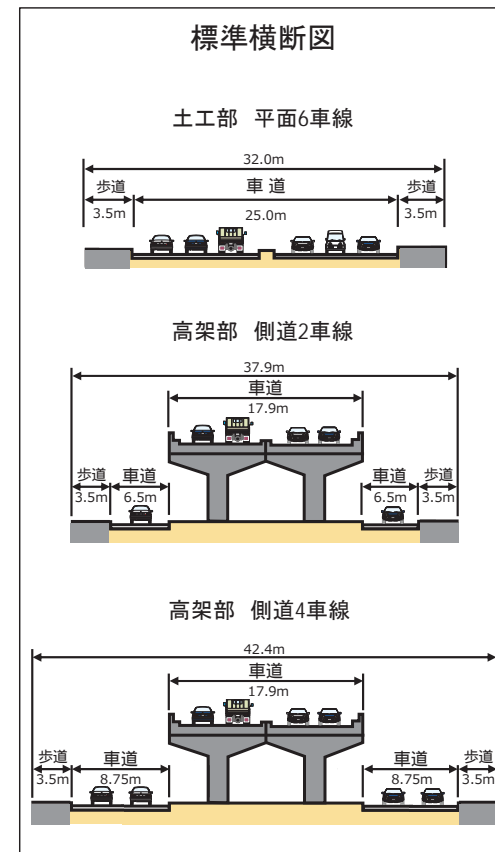 標準横断図
土工部 平面6車線
32.0m
歩道 車 道 歩道
3.5m 25.0m 3.5m
高架部 側道2車線
37.9m
車道
17.9m
歩道 車道 車道 歩道
3.5m 6.5m 6.5m 3.5m
高架部 側道4車線
42.4m
車道
17.9m
歩道 車道 車道 歩道
3.5m 8.75m 8.75m 3.5m